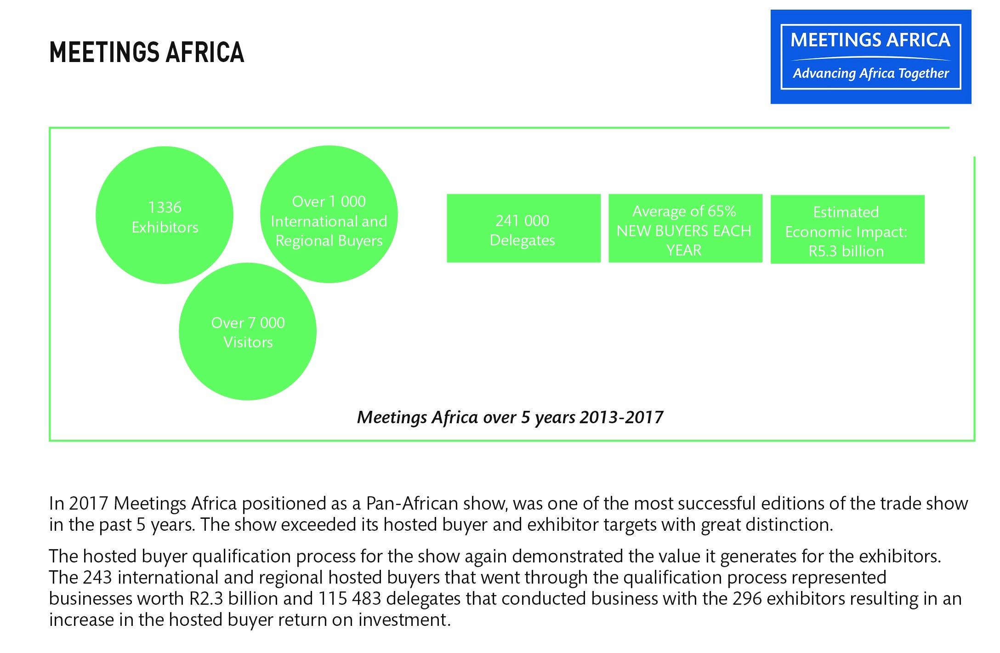 MEETINGS AFRICA
MEETINGS AFRICA
Advancing Africa Together
1336
Exhibitors
Over 1 000
International and
Regional Buyers
Over 7 000
Visitors
241 000
Delegates
Average of 65%
NEW BUYERS EACH
YEAR
Estimated
Economic Impact:
R5.3 billion
Meetings Africa over 5 years 2013-2017
In 2017 Meetings Africa positioned as a Pan-African show, was one of the most successful editions of the trade show
in the past 5 years. The show exceeded its hosted buyer and exhibitor targets with great distinction.
The hosted buyer qualification process for the show again demonstrated the value it generates for the exhibitors.
The 243 international and regional hosted buyers that went through the qualification process represented
businesses worth R2.3 billion and 115 483 delegates that conducted business with the 296 exhibitors resulting in an
increase in the hosted buyer return on investment.